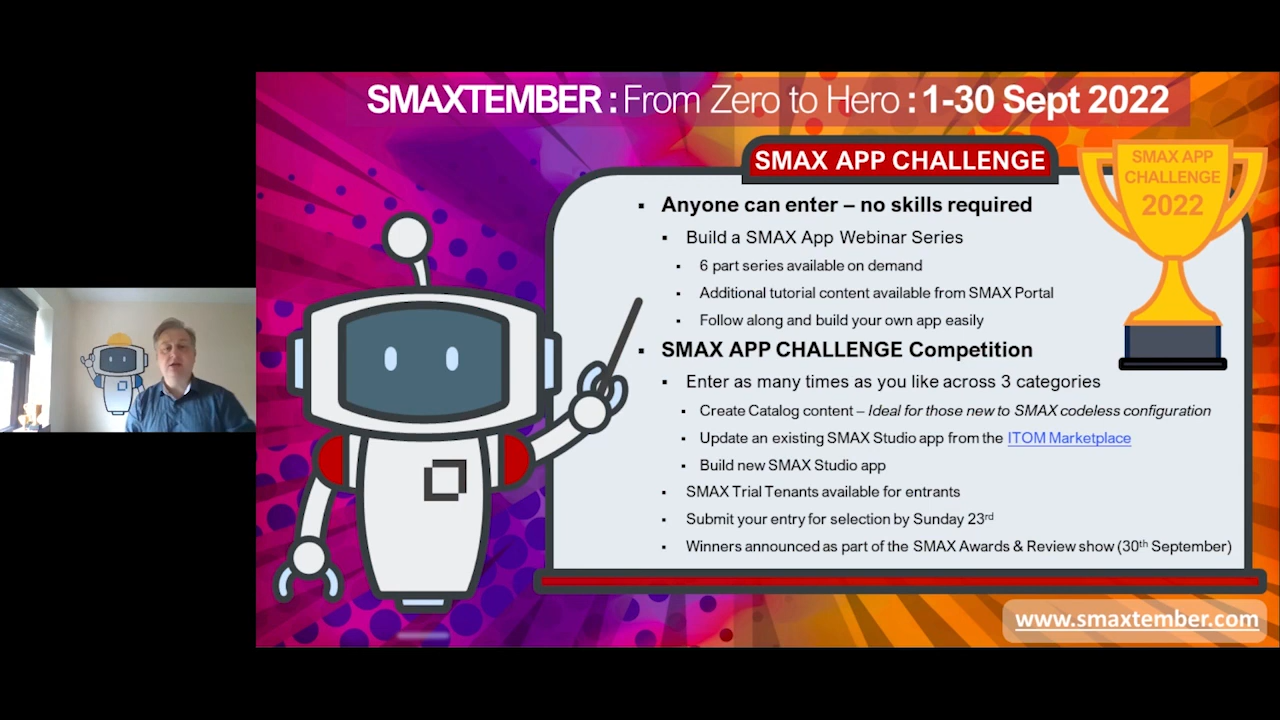 SMAXTEMBER : From Zero to Hero : 1-30 Sept 2022
SMAX APP CHALLENGE
SMAX APP
CHALLENGE
2022
▪ Anyone can enter – no skills required
▪ Build a SMAX App Webinar Series
▪ 6 part series available on demand
▪ Additional tutorial content available from SMAX Portal
▪ Follow along and build your own app easily
▪ SMAX APP CHALLENGE Competition
▪ Enter as many times as you like across 3 categories
▪ Create Catalog content – Ideal for those new to SMAX codeless configuration
▪ Update an existing SMAX Studio app from the ITOM Marketplace
▪ Build new SMAX Studio app
▪ SMAX Trial Tenants available for entrants
▪ Submit your entry for selection by Sunday 23rd
▪ Winners announced as part of the SMAX Awards & Review show (30th September)
www.smaxtember.com